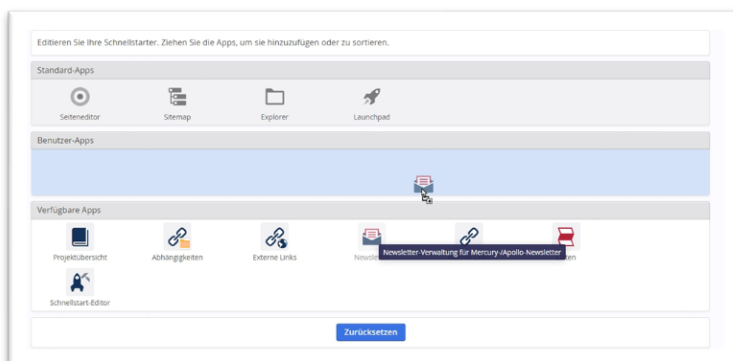 Editieren Sie Ihre Schnellstarter. Ziehen Sie die Apps, um sie hinzuzufügen oder zu sortieren.
Standard-Apps
Seiteneditor Sitemap Explorer Launchpad
Benutzer-Apps
Verfügbare Apps
Projektübersicht Abhängigkeiten Externe Links
Newsletter-Verwaltung für Mercury-/Apollo-Newsletter
Schnellstart-Editor
Zurücksetzen